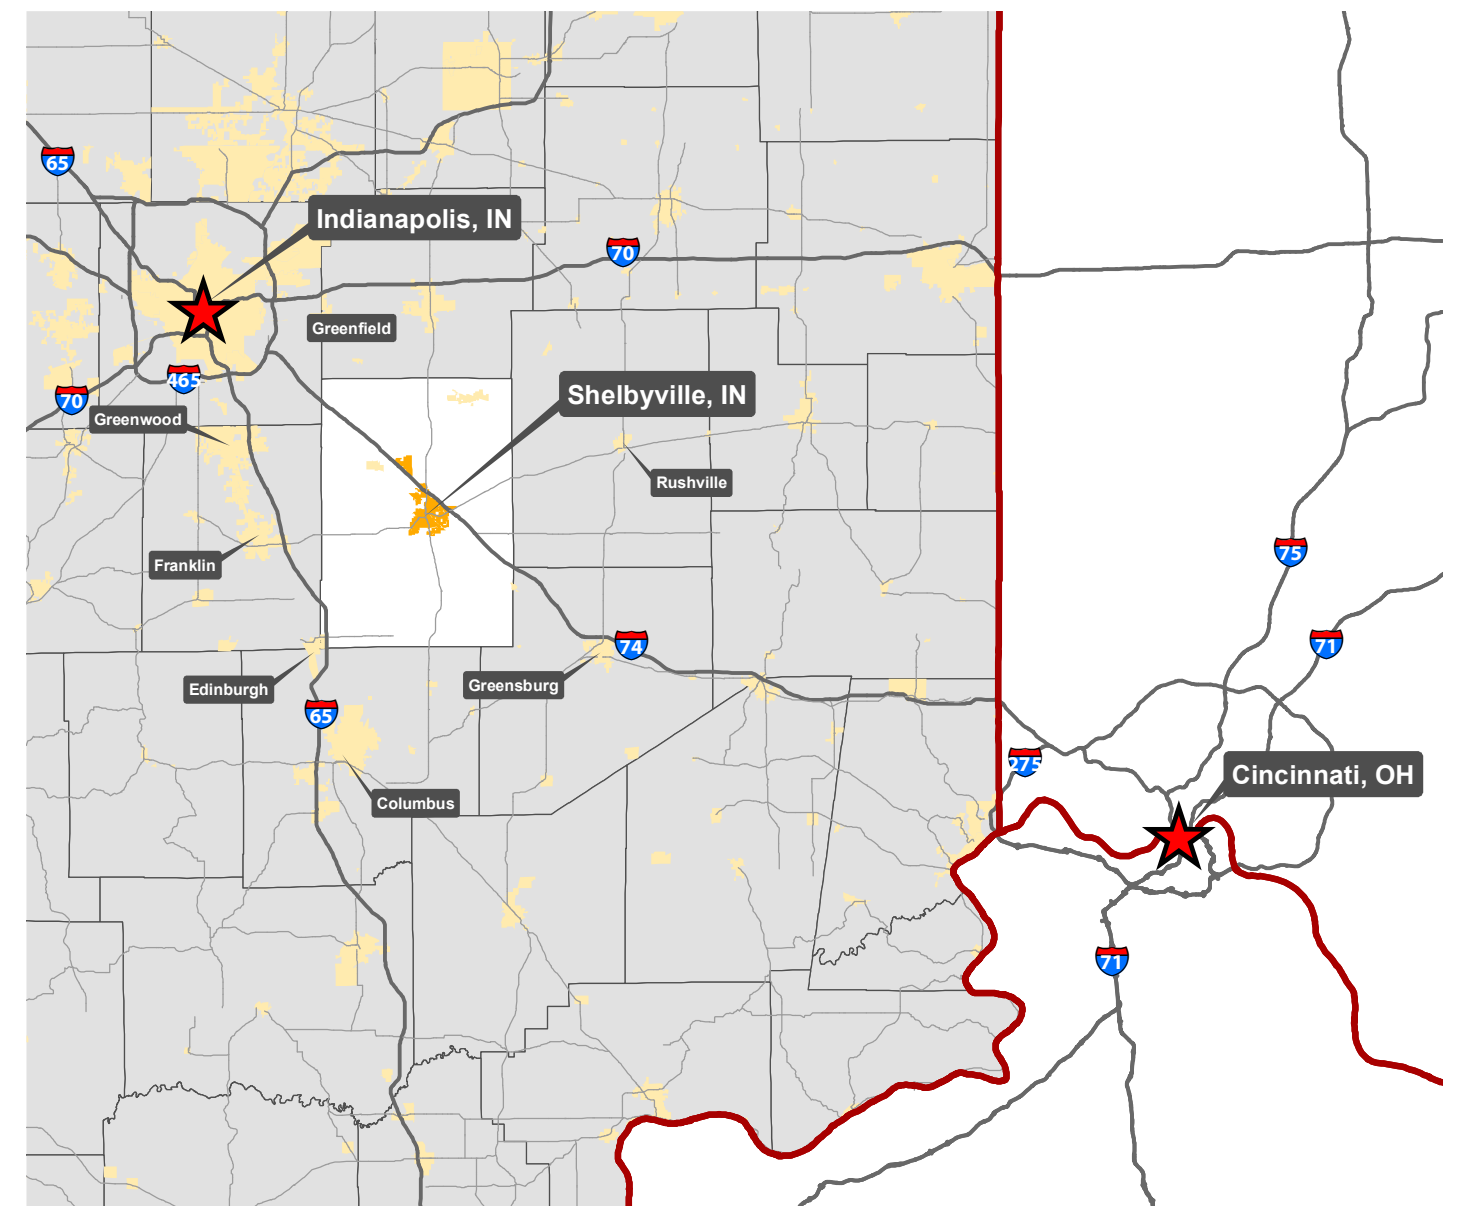 65
Indianapolis, IN
70
Greenfield
465
70
Greenwood
Shelbyville, IN
Rushville
75
Franklin
74
71
Greensburg
Edinburgh
65
275
Cincinnati, OH
Columbus
71